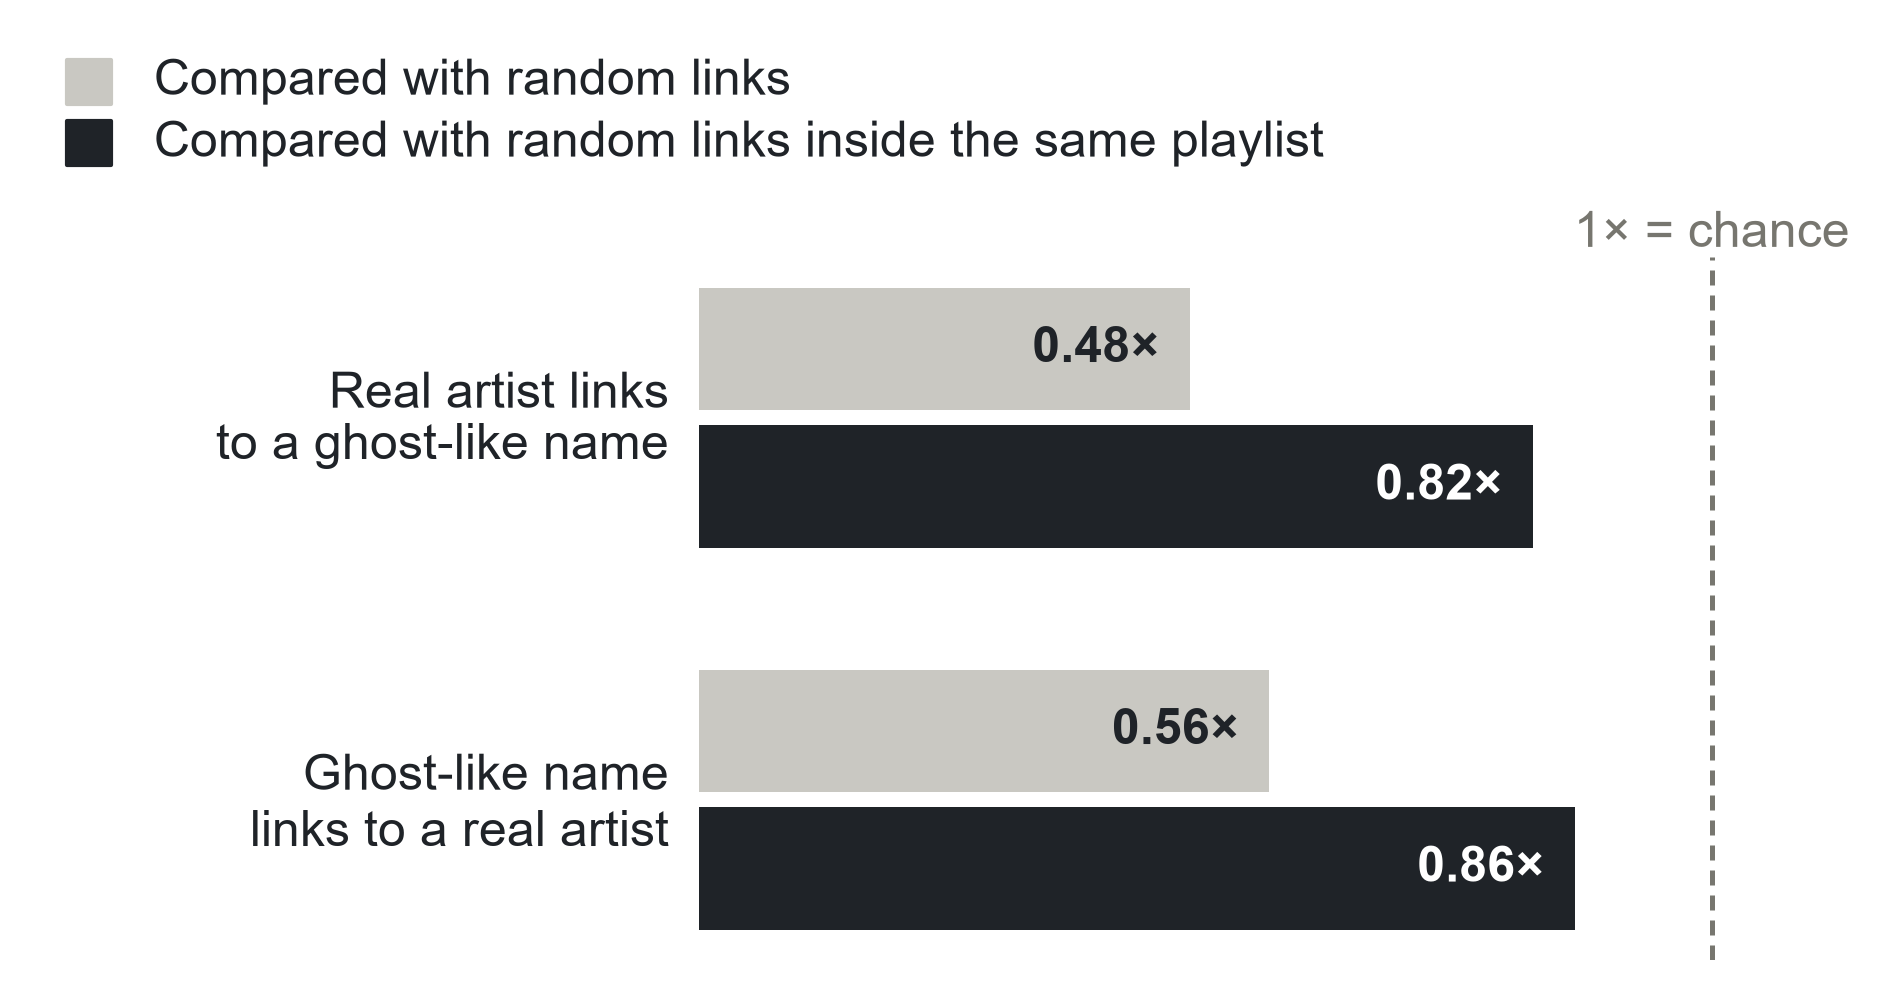 Compared with random links
Compared with random links inside the same playlist
1× = chance
0.48×
Real artist links
to a ghost-like name
0.82×
0.56×
Ghost-like name
links to a real artist
0.86×